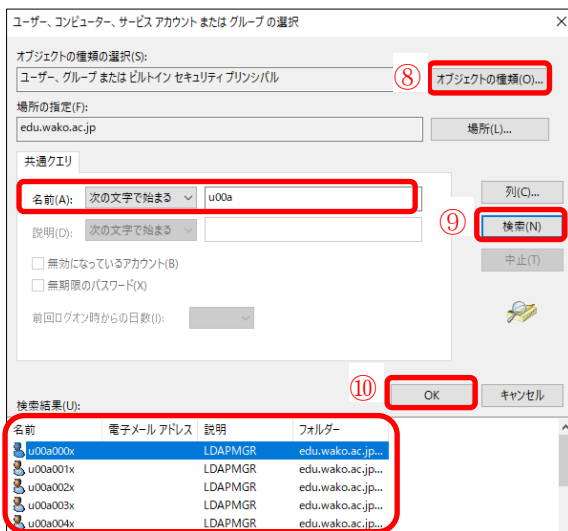 ユーザー、コンピューター、サービス アカウント または グループ の選択
オブジェクトの種類の選択(S):
ユーザー、グループ または ビルトイン セキュリティ プリンシパル
⑧ オブジェクトの種類(O)...
場所の指定(F):
edu.wako.ac.jp
場所(L)...
共通クエリ
名前(A): 次の文字で始まる u00a
列(C)...
説明(D): 次の文字で始まる
⑨ 検索(N)
無効になっているアカウント(B)
中止(T)
無期限のパスワード(X)
前回ログオン時からの日数(I):
⑩ OK キャンセル
検索結果(U):
名前 電子メール アドレス 説明 フォルダー
u00a000x LDAPMGR edu.wako.ac.jp...
u00a001x LDAPMGR edu.wako.ac.jp...
u00a002x LDAPMGR edu.wako.ac.jp...
u00a003x LDAPMGR edu.wako.ac.jp...
u00a004x LDAPMGR edu.wako.ac.jp...